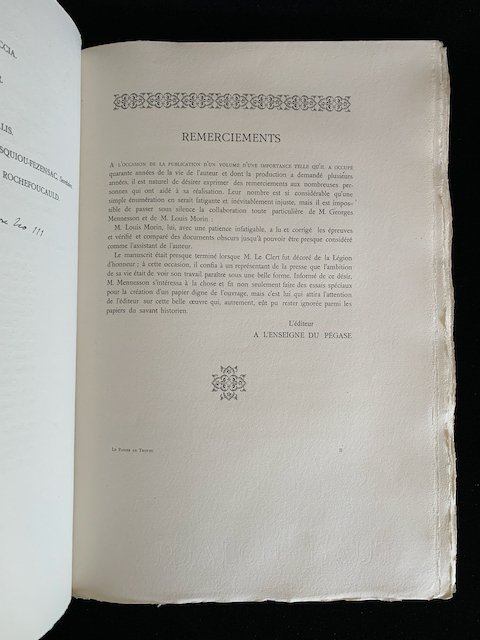 CCIA.
LLIS.
SQUIOU-FEZENSAC, Senateur.
ROCHEFOUCAULD.
REMERCIEMENTS
A L'OCCASION DE LA PUBLICATION D'UN VOLUME D'UNE IMPORTANCE TELLE QU'IL A OCCUPÉ
quarante années de la vie de l'auteur et dont la production a demandé plusieurs
années, il est naturel de désirer exprimer des remerciements aux nombreuses per-
sonnes qui ont aidé à sa réalisation. Leur nombre est si considérable qu'une
simple énumération en serait fatigante et inévitablement injuste, mais il est impos-
sible de passer sous silence la collaboration toute particulière de M. Georges
Mennesson et de M. Louis Morin :
M. Louis Morin, lui, avec une patience infatigable, a lu et corrigé les épreuves
et vérifié et comparé des documents obscurs jusqu'à pouvoir être presque considéré
comme l'assistant de l'auteur.
Le manuscrit était presque terminé lorsque M. Le Clert fut décoré de la Légion
d'honneur ; à cette occasion, il confia à un représentant de la presse que l'ambition
de sa vie était de voir son travail paraître sous une belle forme. Informé de ce désir,
M. Mennesson s'intéressa à la chose et fit non seulement faire des essais spéciaux
pour la création d'un papier digne de l'ouvrage, mais c'est lui qui attira l'attention
de l'éditeur sur cette belle œuvre qui, autrement, eût pu rester ignorée parmi les
papiers du savant historien.
L'éditeur
A L'ENSEIGNE DU PÉGASE
LE PAPIER DE TROYES